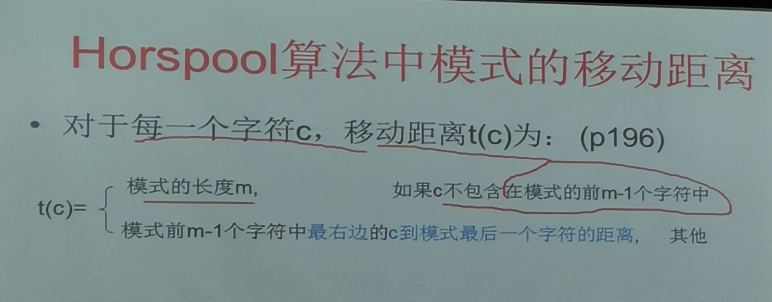 Horspool算法中模式的移动距离
• 对于每一个字符c，移动距离t(c)为： (p196)
模式的长度m, 如果c不包含在模式的前m-1个字符中
t(c)=
模式前m-1个字符中最右边的c到模式最后一个字符的距离, 其他